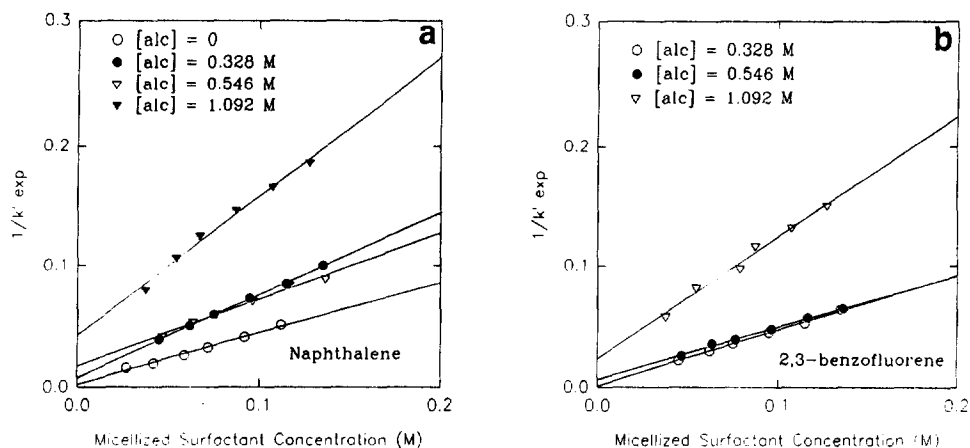 a
○ [alc] = 0
● [alc] = 0.328 M
▽ [alc] = 0.546 M
▼ [alc] = 1.092 M
1/k' exp
0.3
0.2
0.1
0.0
Naphthalene
0.0 0.1 0.2
Micellized Surfactant Concentration (M)
b
○ [alc] = 0.328 M
● [alc] = 0.546 M
▽ [alc] = 1.092 M
1/k' exp
0.3
0.2
0.1
0.0
2,3-benzofluorene
0.0 0.1 0.2
Micellized Surfactant Concentration (M)